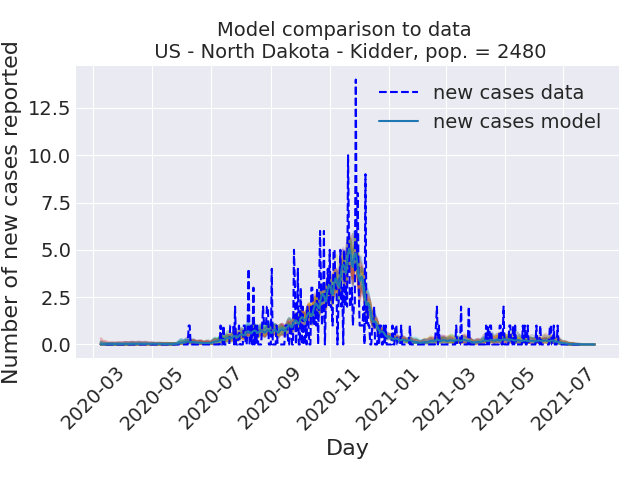 Model comparison to data
US - North Dakota - Kidder, pop. = 2480
new cases data
new cases model
Number of new cases reported
12.5
10.0
7.5
5.0
2.5
0.0
2020-03
2020-05
2020-07
2020-09
2020-11
2021-01
2021-03
2021-05
2021-07
Day